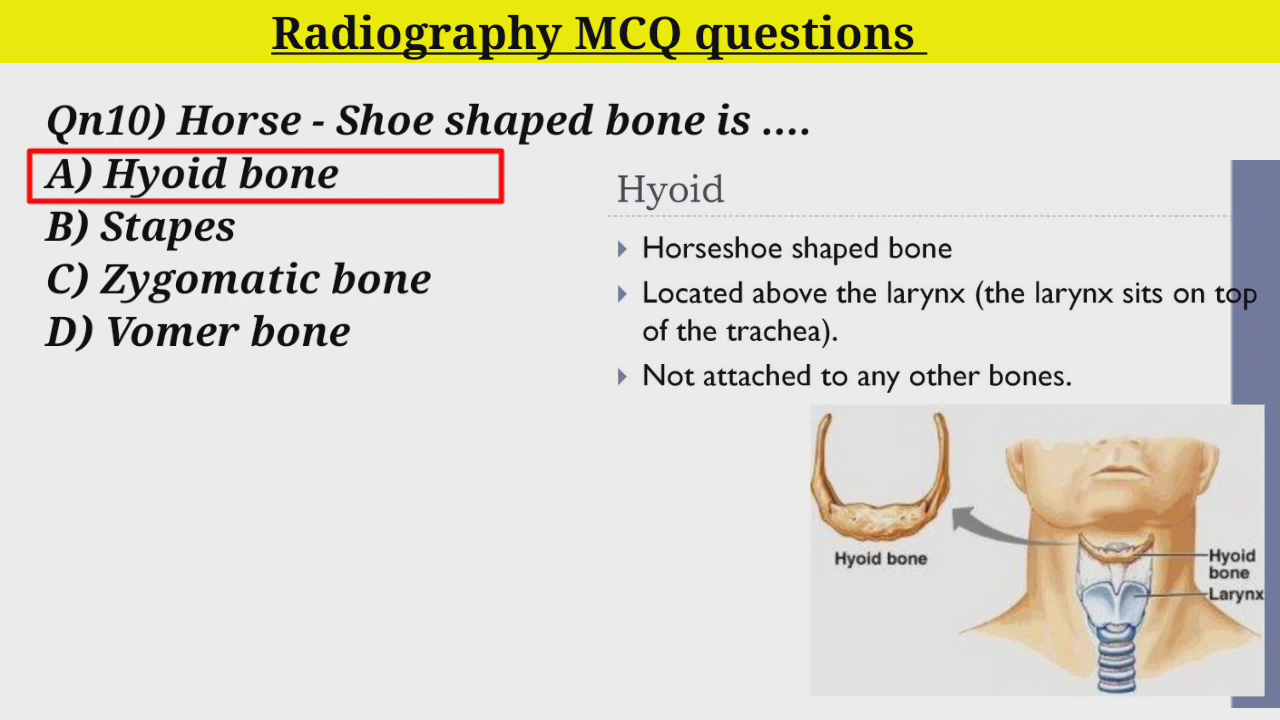 Radiography MCQ questions
Qn10) Horse - Shoe shaped bone is ....
A) Hyoid bone
B) Stapes
C) Zygomatic bone
D) Vomer bone
Hyoid
Horseshoe shaped bone
Located above the larynx (the larynx sits on top
of the trachea).
Not attached to any other bones.
Hyoid bone
Hyoid
bone
Larynx